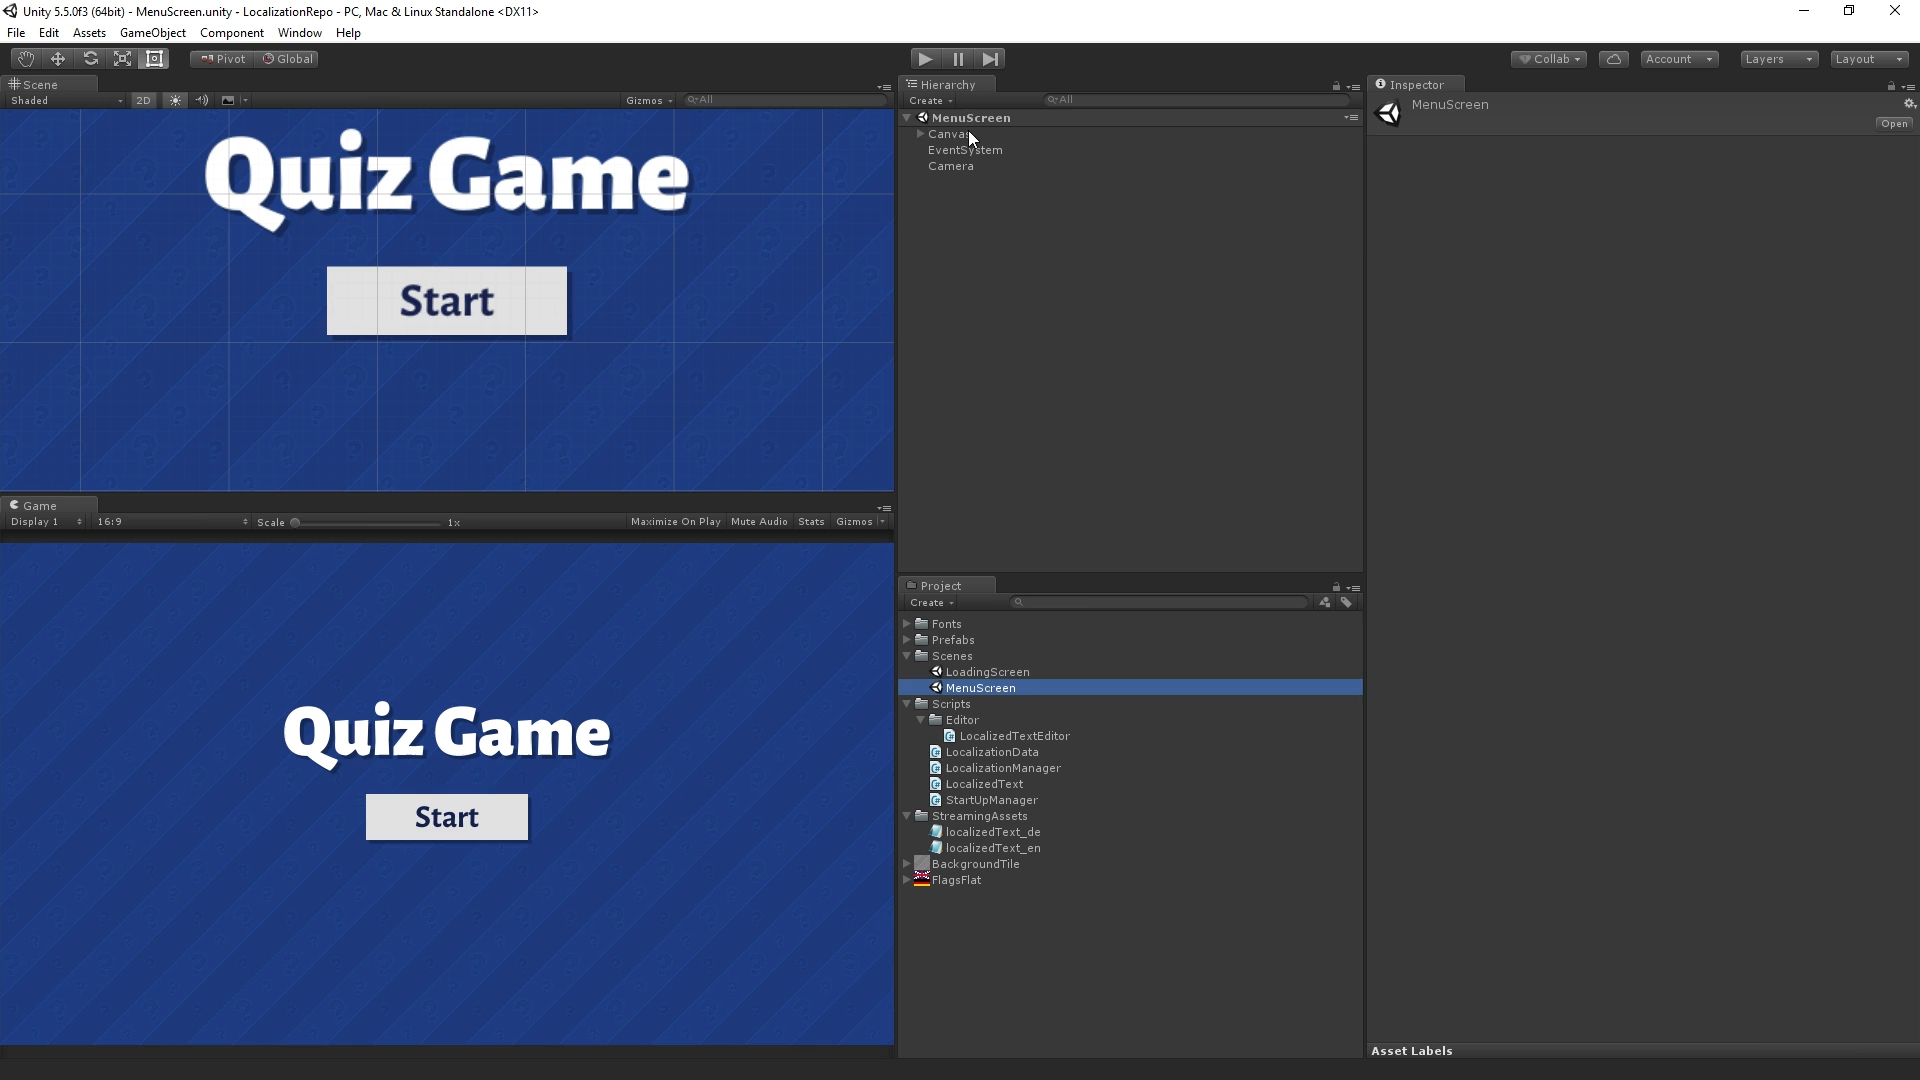 Unity 5.5.0f3 (64bit) - MenuScreen.unity - LocalizationRepo - PC, Mac & Linux Standalone <DX11>
File Edit Assets GameObject Component Window Help
Pivot Global Collab Account Layers Layout
Scene
Shaded 2D Gizmos All
Quiz Game
Start
Game
Display 1 16:9 Scale 1x Maximize On Play Mute Audio Stats Gizmos
Quiz Game
Start
Hierarchy
Create All
MenuScreen
Canvas
EventSystem
Camera
Project
Create
Fonts
Prefabs
Scenes
LoadingScreen
MenuScreen
Scripts
Editor
LocalizedTextEditor
LocalizationData
LocalizationManager
LocalizedText
StartUpManager
StreamingAssets
localizedText_de
localizedText_en
BackgroundTile
FlagsFlat
Inspector
MenuScreen
Open
Asset Labels